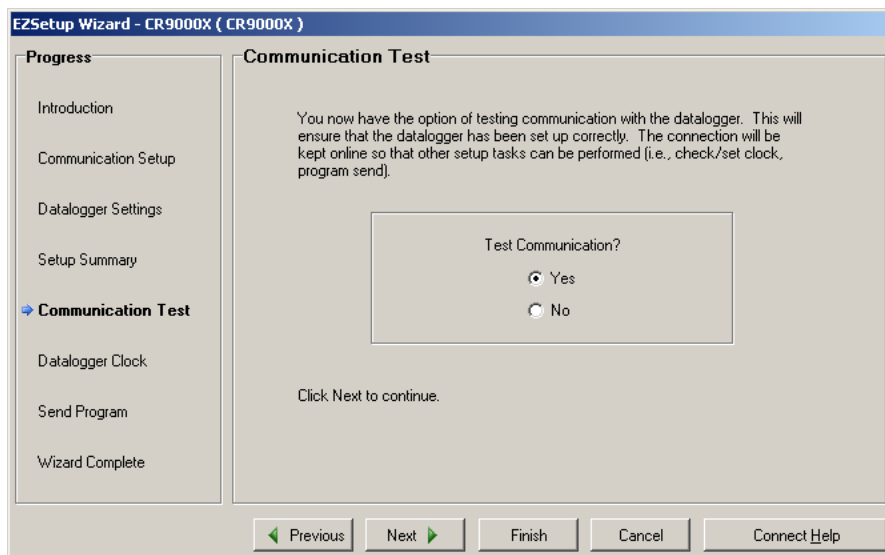 EZSetup Wizard - CR9000X ( CR9000X )
Progress
Introduction
Communication Setup
Datalogger Settings
Setup Summary
Communication Test
Datalogger Clock
Send Program
Wizard Complete
Communication Test
You now have the option of testing communication with the datalogger. This will
ensure that the datalogger has been set up correctly. The connection will be
kept online so that other setup tasks can be performed (i.e., check/set clock,
program send).
Test Communication?
Yes
No
Click Next to continue.
Previous
Next
Finish
Cancel
Connect Help